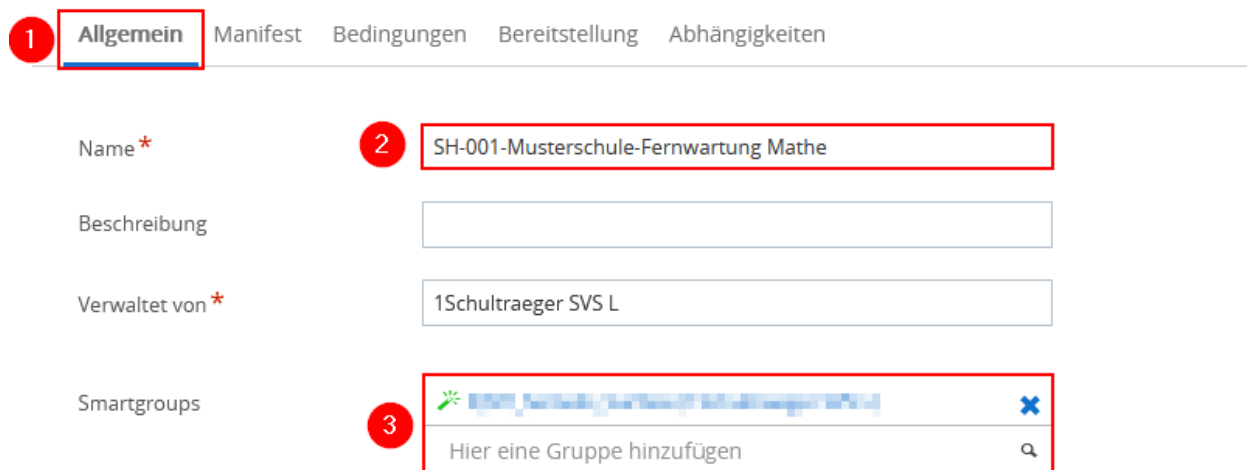 1 Allgemein Manifest Bedingungen Bereitstellung Abhängigkeiten
Name* 2 SH-001-Musterschule-Fernwartung Mathe
Beschreibung
Verwaltet von* 1Schultraeger SVS L
Smartgroups
3 Hier eine Gruppe hinzufügen